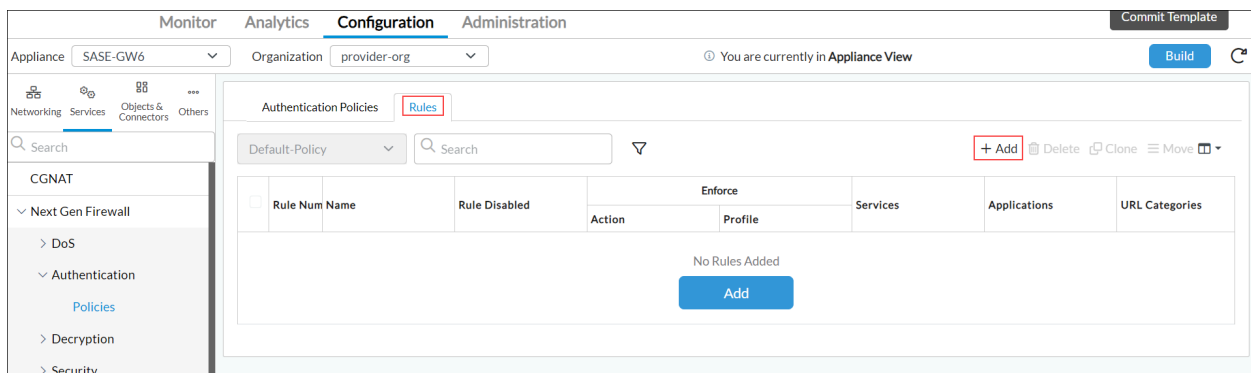 Monitor Analytics Configuration Administration Commit Template
Appliance SASE-GW6 Organization provider-org You are currently in Appliance View Build
Networking Services Objects & Connectors Others
Authentication Policies Rules
Search
Default-Policy Search + Add Delete Clone Move
CGNAT
Next Gen Firewall
DoS
Authentication
Policies
Decryption
Security
Rule Num Name Rule Disabled Enforce Services Applications URL Categories
Action Profile
No Rules Added
Add